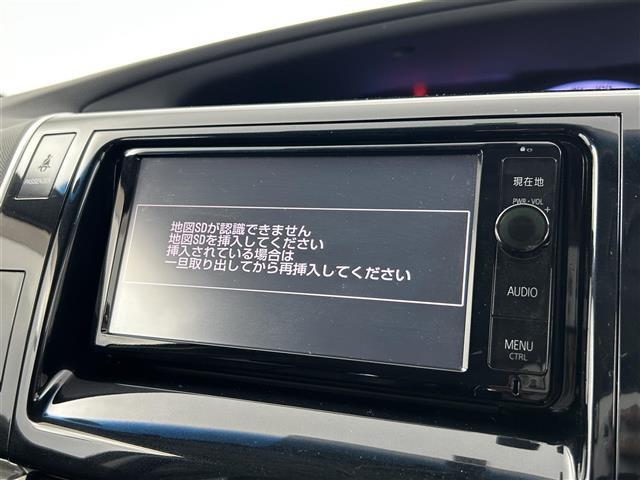 地図SDが認識できません
地図SDを挿入してください
挿入されている場合は
一旦取り出してから再挿入してください
現在地
PWR・VOL
AUDIO
MENU
CTRL